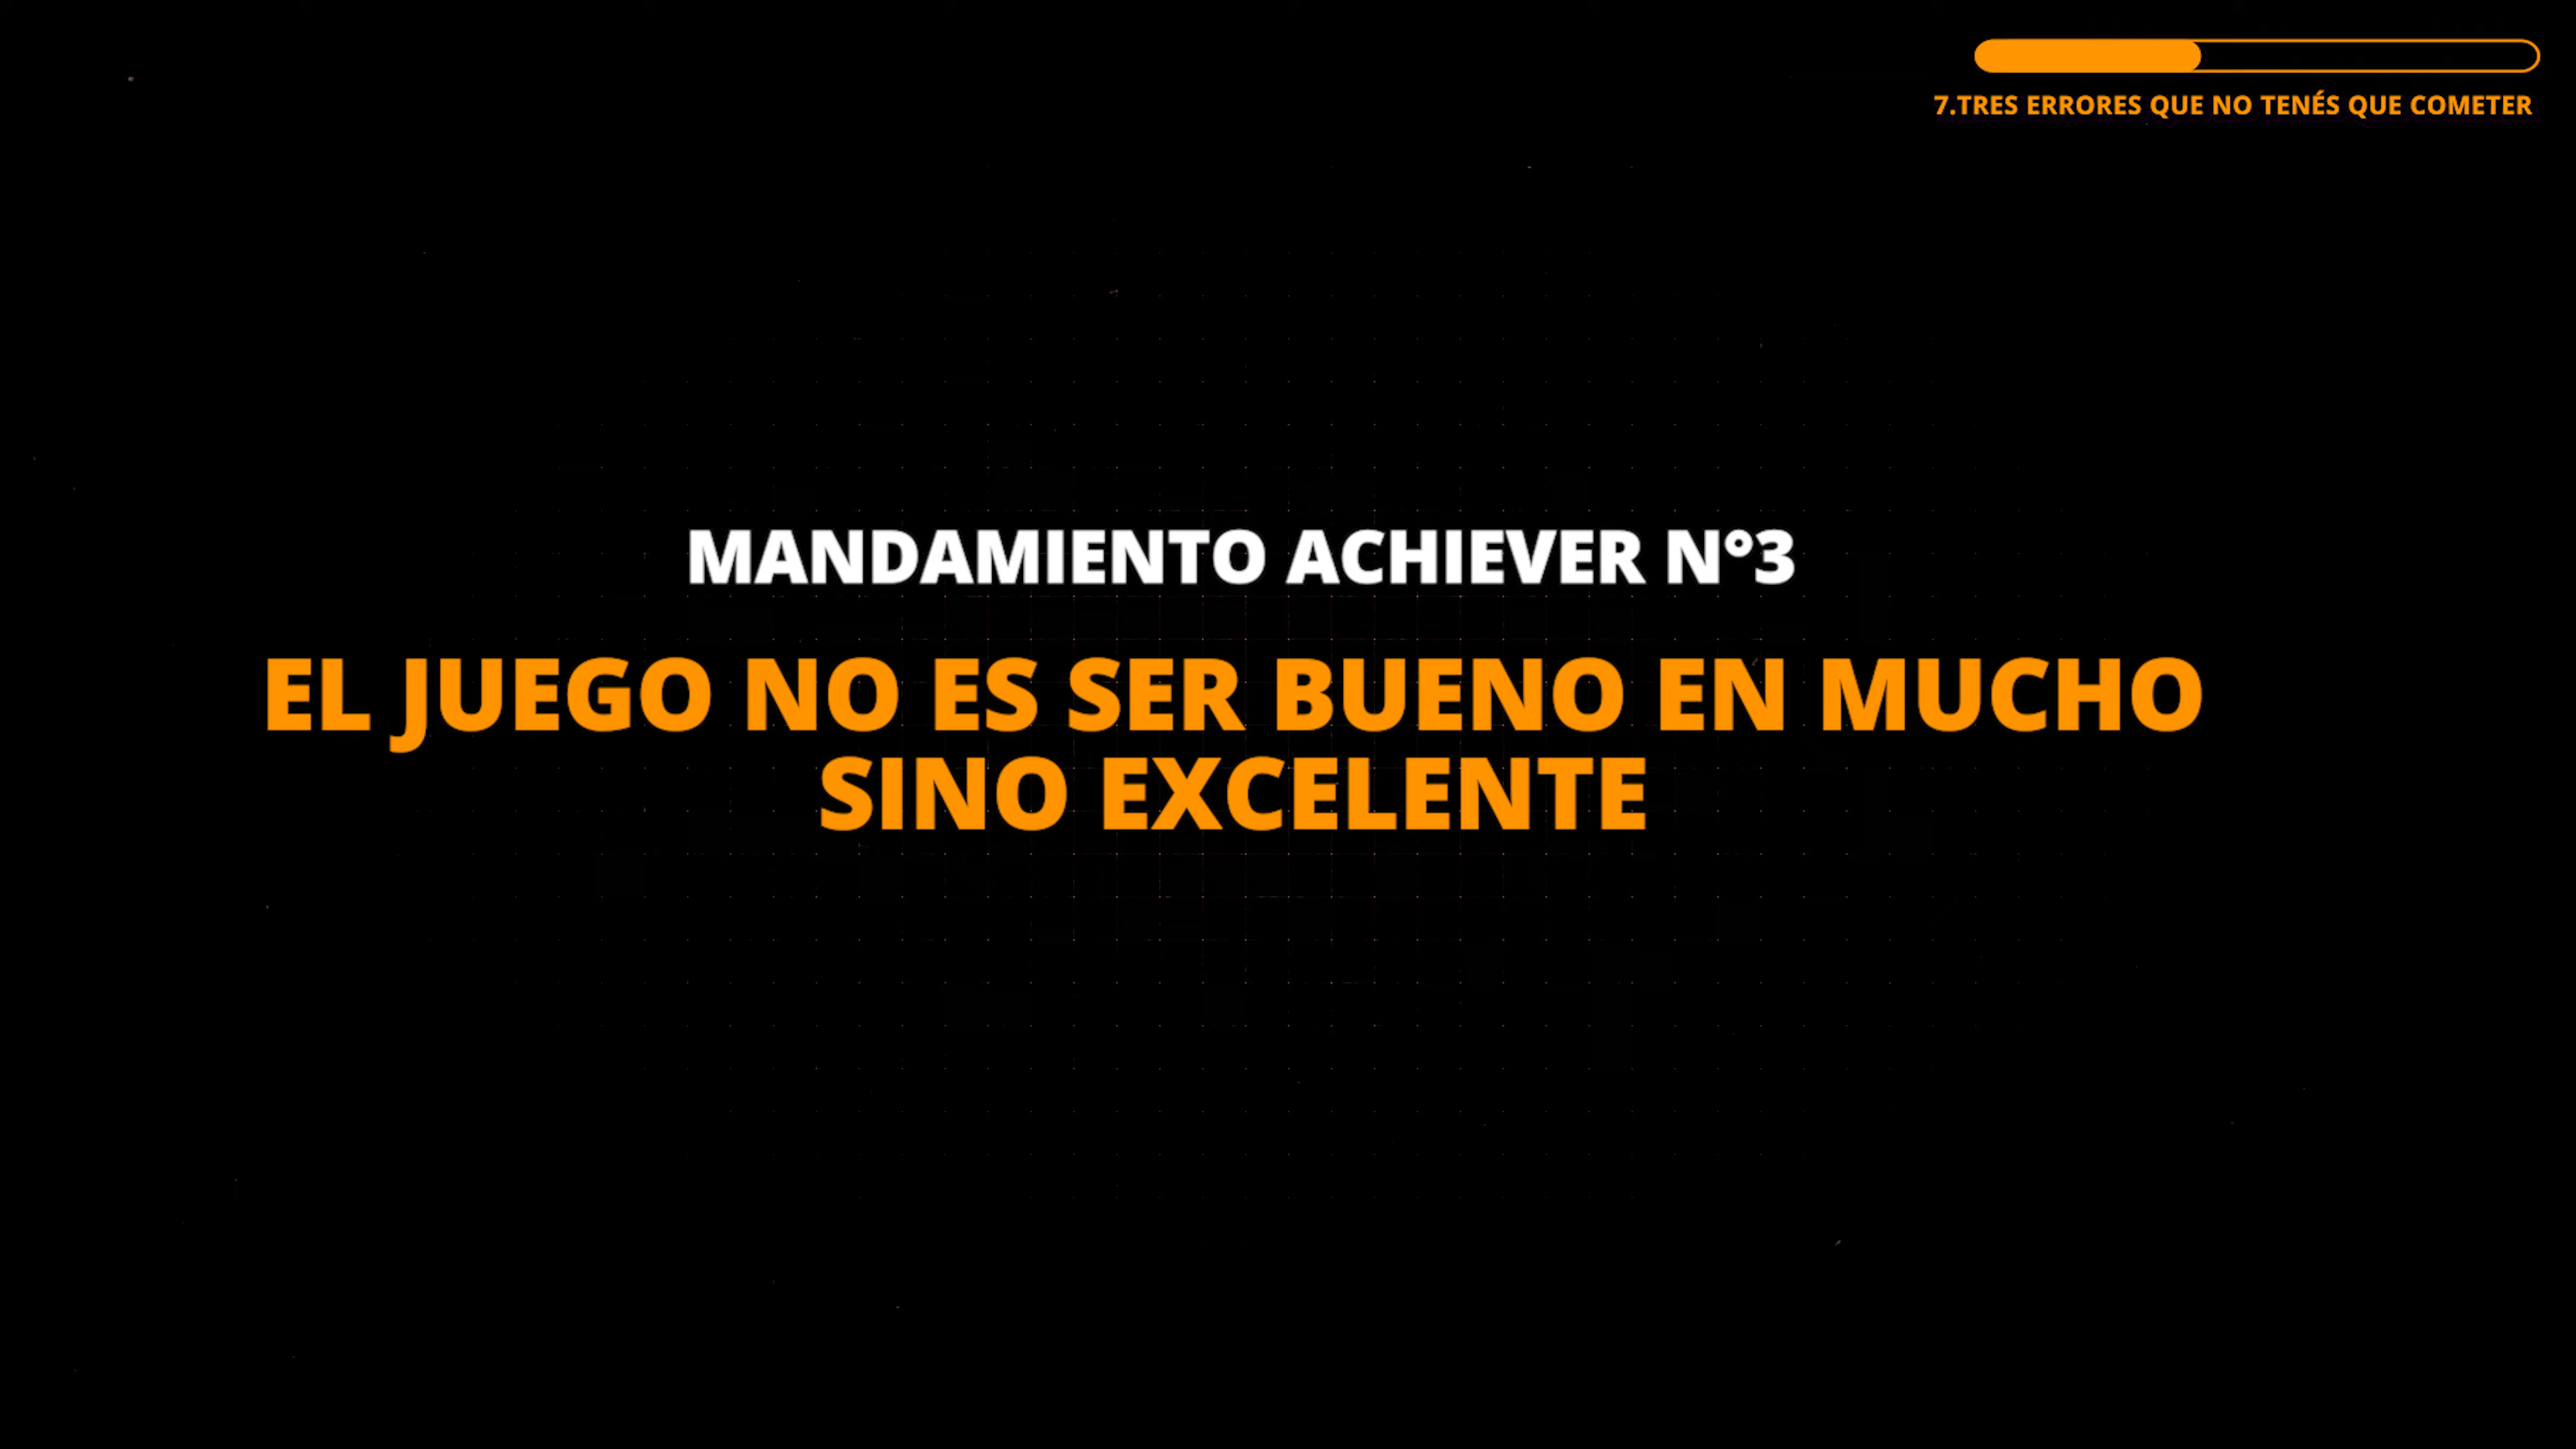 7.TRES ERRORES QUE NO TENÉS QUE COMETER
MANDAMIENTO ACHIEVER N°3
EL JUEGO NO ES SER BUENO EN MUCHO
SINO EXCELENTE